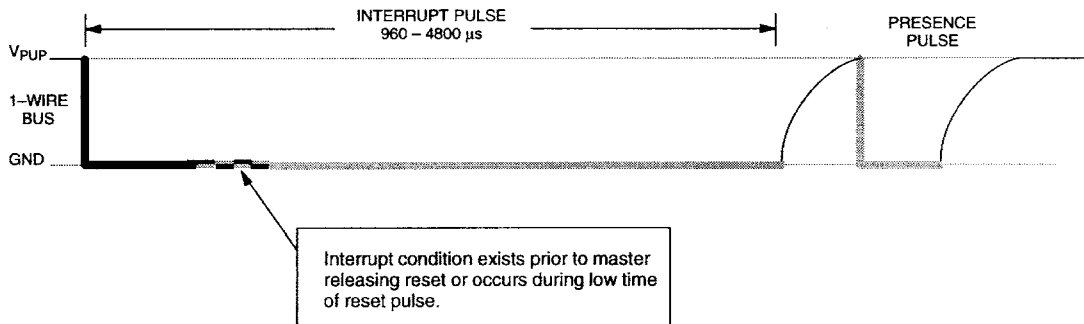 INTERRUPT PULSE
960 – 4800 μs
PRESENCE
PULSE
VPUP
1–WIRE
BUS
GND
Interrupt condition exists prior to master
releasing reset or occurs during low time
of reset pulse.